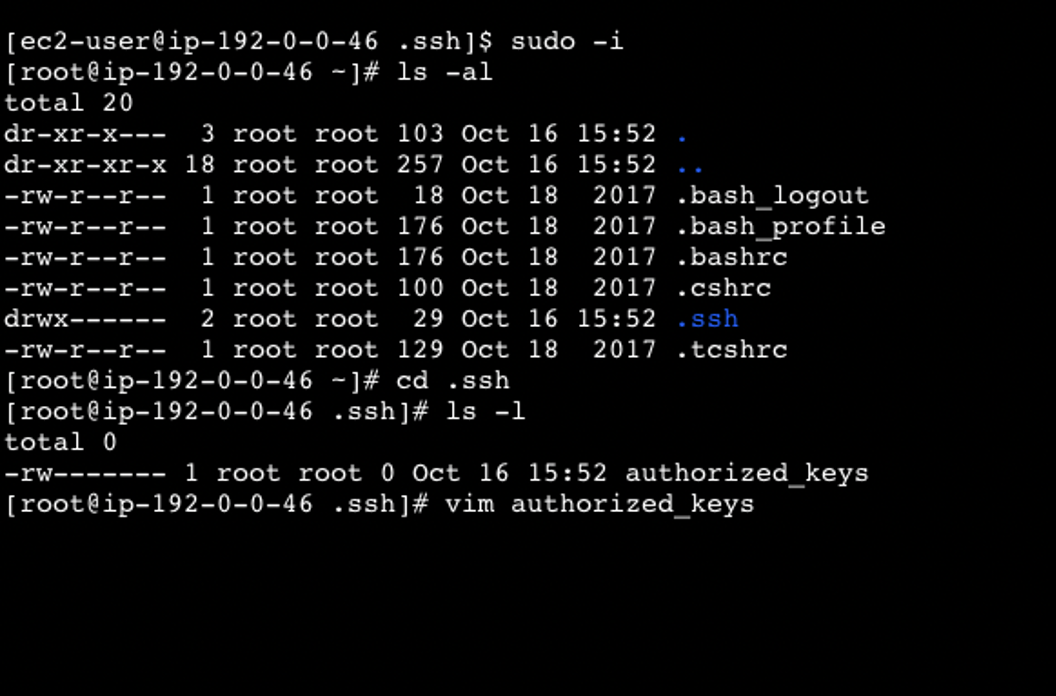 [ec2-user@ip-192-0-0-46 .ssh]$ sudo -i
[root@ip-192-0-0-46 ~]# ls -al
total 20
dr-xr-x---  3 root root 103 Oct 16 15:52 .
dr-xr-xr-x 18 root root 257 Oct 16 15:52 ..
-rw-r--r--  1 root root  18 Oct 18  2017 .bash_logout
-rw-r--r--  1 root root 176 Oct 18  2017 .bash_profile
-rw-r--r--  1 root root 176 Oct 18  2017 .bashrc
-rw-r--r--  1 root root 100 Oct 18  2017 .cshrc
drwx------  2 root root  29 Oct 16 15:52 .ssh
-rw-r--r--  1 root root 129 Oct 18  2017 .tcshrc
[root@ip-192-0-0-46 ~]# cd .ssh
[root@ip-192-0-0-46 .ssh]# ls -l
total 0
-rw------- 1 root root 0 Oct 16 15:52 authorized_keys
[root@ip-192-0-0-46 .ssh]# vim authorized_keys